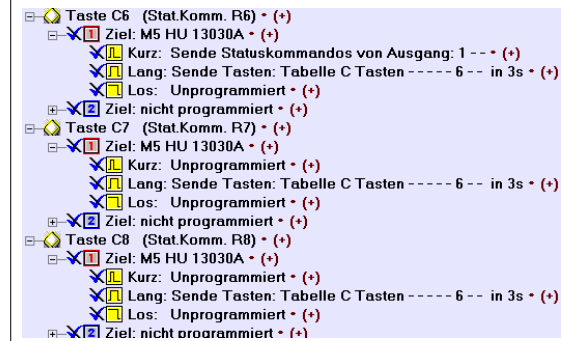 Taste C6 (Stat.Komm. R6) • (+)
1 Ziel: M5 HU 13030A • (+)
Kurz: Sende Statuskommandos von Ausgang: 1 - - • (+)
Lang: Sende Tasten: Tabelle C Tasten - - - - - 6 - - in 3s • (+)
Los: Unprogrammiert • (+)
2 Ziel: nicht programmiert • (+)
Taste C7 (Stat.Komm. R7) • (+)
1 Ziel: M5 HU 13030A • (+)
Kurz: Unprogrammiert • (+)
Lang: Sende Tasten: Tabelle C Tasten - - - - - 6 - - in 3s • (+)
Los: Unprogrammiert • (+)
2 Ziel: nicht programmiert • (+)
Taste C8 (Stat.Komm. R8) • (+)
1 Ziel: M5 HU 13030A • (+)
Kurz: Unprogrammiert • (+)
Lang: Sende Tasten: Tabelle C Tasten - - - - - 6 - - in 3s • (+)
Los: Unprogrammiert • (+)
2 Ziel: nicht programmiert • (+)